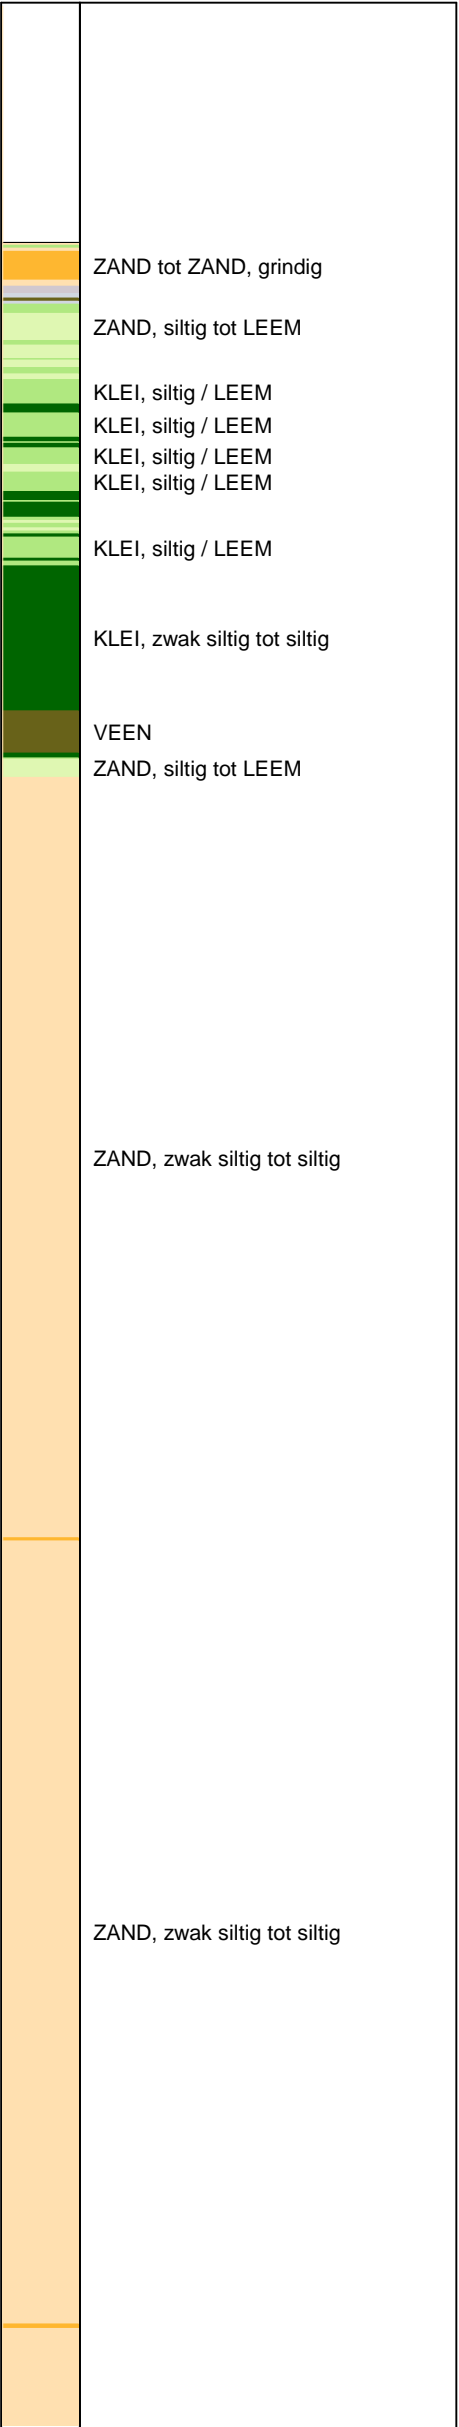 ZAND tot ZAND, grindig
ZAND, siltig tot LEEM
KLEI, siltig / LEEM
KLEI, siltig / LEEM
KLEI, siltig / LEEM
KLEI, siltig / LEEM
KLEI, siltig / LEEM
KLEI, zwak siltig tot siltig
VEEN
ZAND, siltig tot LEEM
ZAND, zwak siltig tot siltig
ZAND, zwak siltig tot siltig